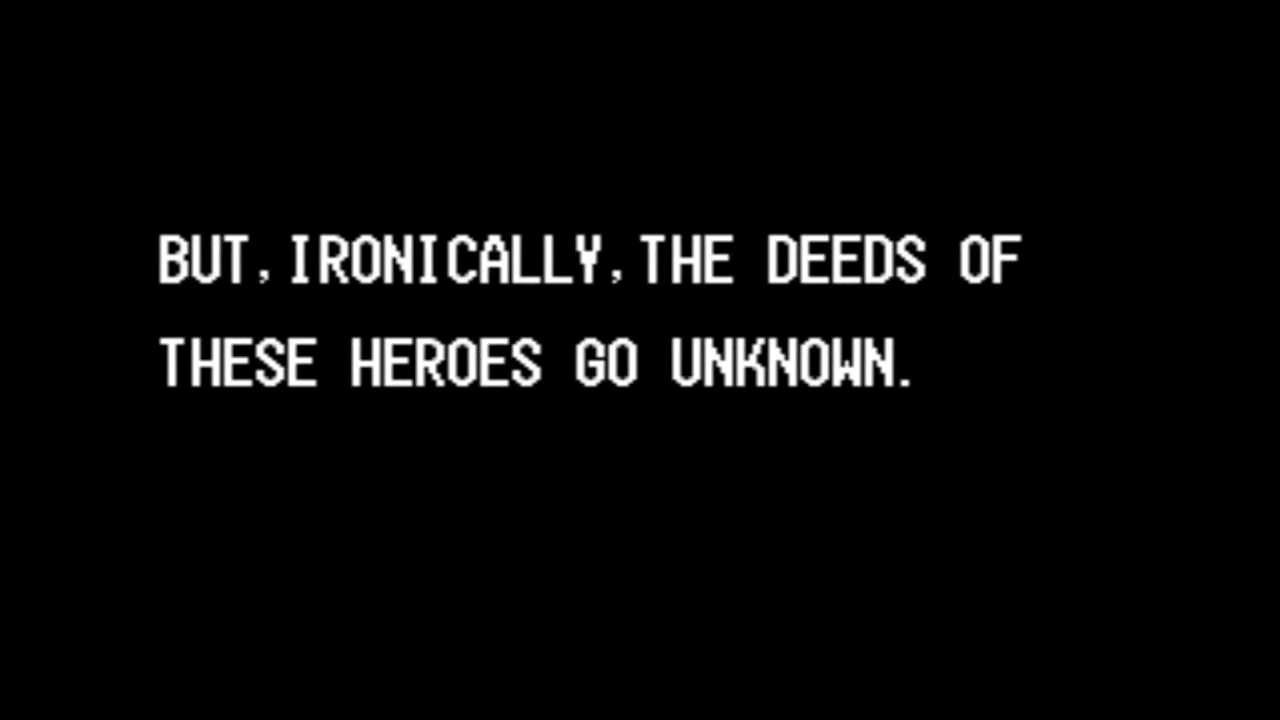 BUT,IRONICALLY,THE DEEDS OF
THESE HEROES GO UNKNOWN.